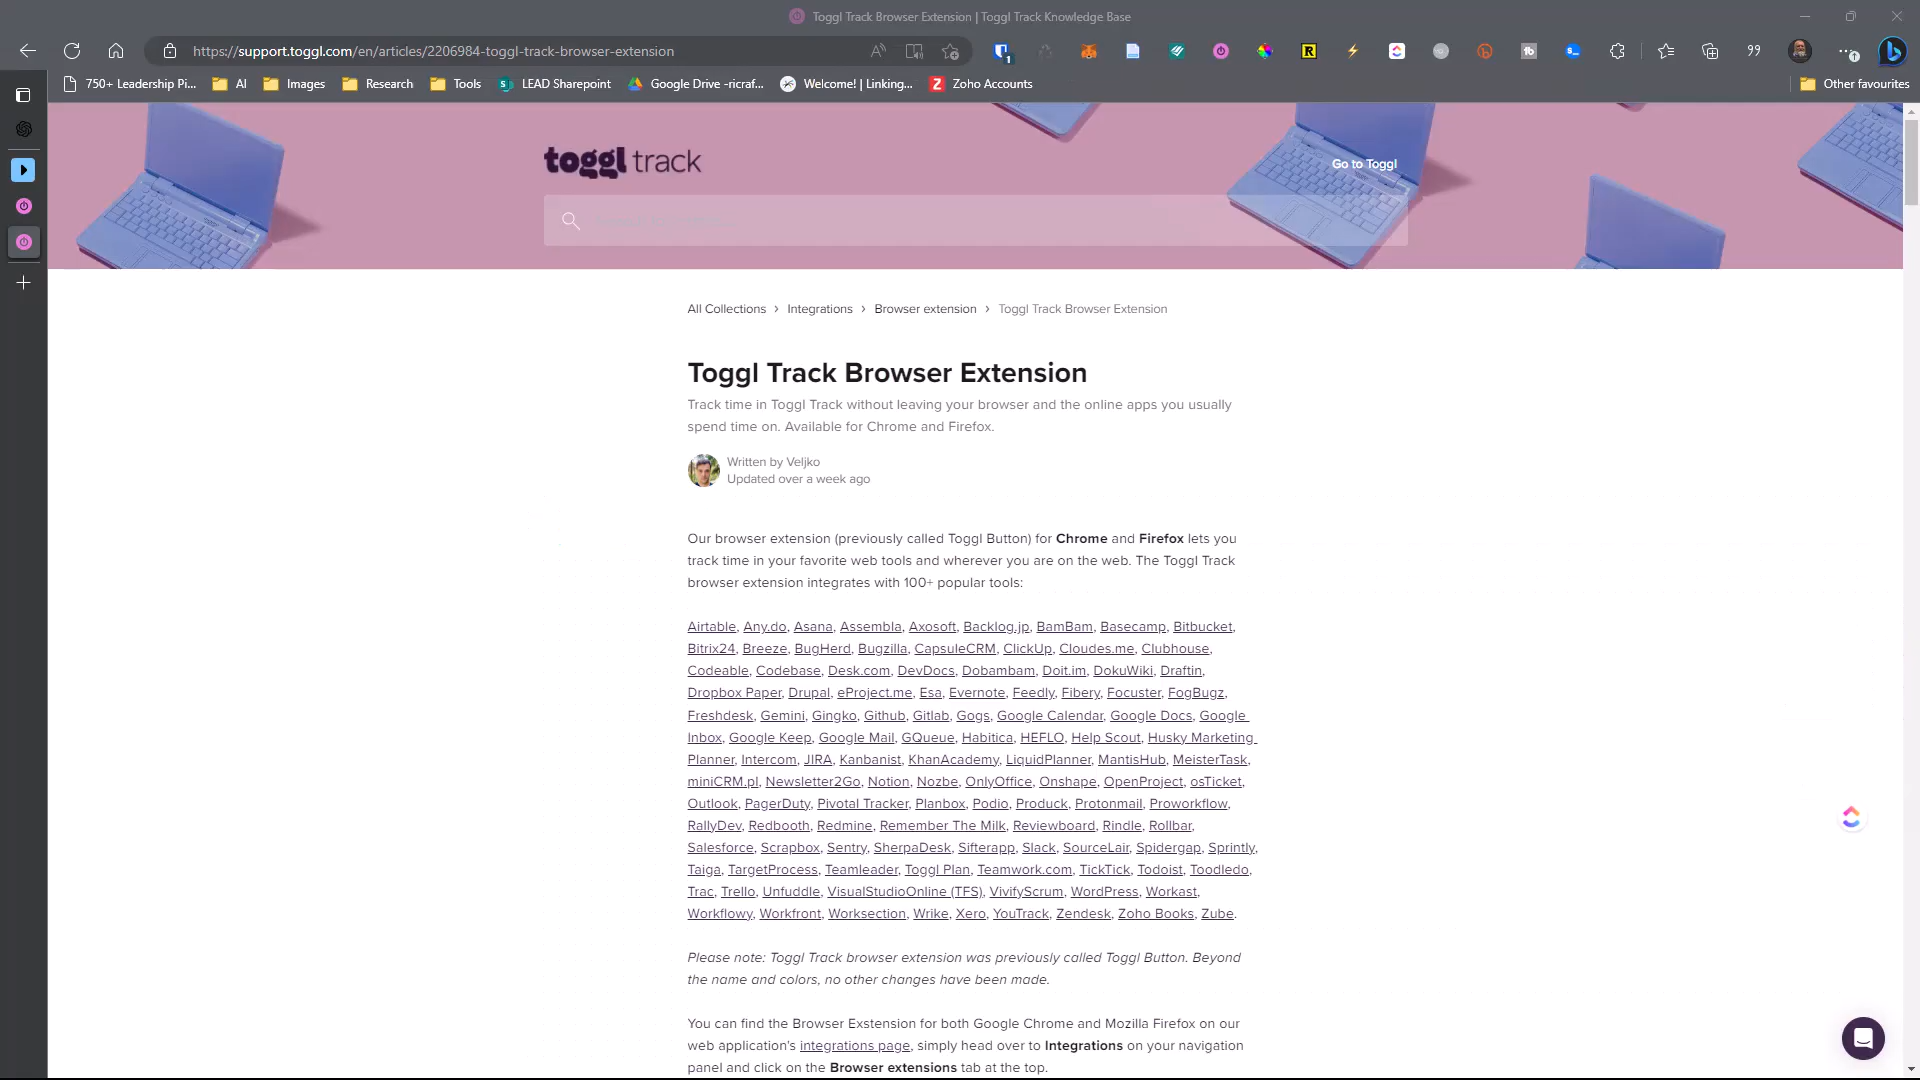 Toggl Track Browser Extension | Toggl Track Knowledge Base
https://support.toggl.com/en/articles/2206984-toggl-track-browser-extension
750+ Leadership Pi... AI Images Research Tools LEAD Sharepoint Google Drive -ricraf... Welcome! | Linking... Zoho Accounts Other favourites
toggl track
Go to Toggl
All Collections > Integrations > Browser extension > Toggl Track Browser Extension
Toggl Track Browser Extension
Track time in Toggl Track without leaving your browser and the online apps you usually
spend time on. Available for Chrome and Firefox.
Written by Veljko
Updated over a week ago
Our browser extension (previously called Toggl Button) for Chrome and Firefox lets you
track time in your favorite web tools and wherever you are on the web. The Toggl Track
browser extension integrates with 100+ popular tools:
Airtable, Any.do, Asana, Assembla, Axosoft, Backlog.jp, BamBam, Basecamp, Bitbucket,
Bitrix24, Breeze, BugHerd, Bugzilla, CapsuleCRM, ClickUp, Cloudes.me, Clubhouse,
Codeable, Codebase, Desk.com, DevDocs, Dobambam, Doit.im, DokuWiki, Draftin,
Dropbox Paper, Drupal, eProject.me, Esa, Evernote, Feedly, Fibery, Focuster, FogBugz,
Freshdesk, Gemini, Gingko, Github, Gitlab, Gogs, Google Calendar, Google Docs, Google
Inbox, Google Keep, Google Mail, GQueue, Habitica, HEFLO, Help Scout, Husky Marketing
Planner, Intercom, JIRA, Kanbanist, KhanAcademy, LiquidPlanner, MantisHub, MeisterTask,
miniCRM.pl, Newsletter2Go, Notion, Nozbe, OnlyOffice, Onshape, OpenProject, osTicket,
Outlook, PagerDuty, Pivotal Tracker, Planbox, Podio, Produck, Protonmail, Proworkflow,
RallyDev, Redbooth, Redmine, Remember The Milk, Reviewboard, Rindle, Rollbar,
Salesforce, Scrapbox, Sentry, SherpaDesk, Sifterapp, Slack, SourceLair, Spidergap, Sprintly,
Taiga, TargetProcess, Teamleader, Toggl Plan, Teamwork.com, TickTick, Todoist, Toodledo,
Trac, Trello, Unfuddle, VisualStudioOnline (TFS), VivifyScrum, WordPress, Workast,
Workflowy, Workfront, Worksection, Wrike, Xero, YouTrack, Zendesk, Zoho Books, Zube.
Please note: Toggl Track browser extension was previously called Toggl Button. Beyond
the name and colors, no other changes have been made.
You can find the Browser Exstension for both Google Chrome and Mozilla Firefox on our
web application's integrations page, simply head over to Integrations on your navigation
panel and click on the Browser extensions tab at the top.